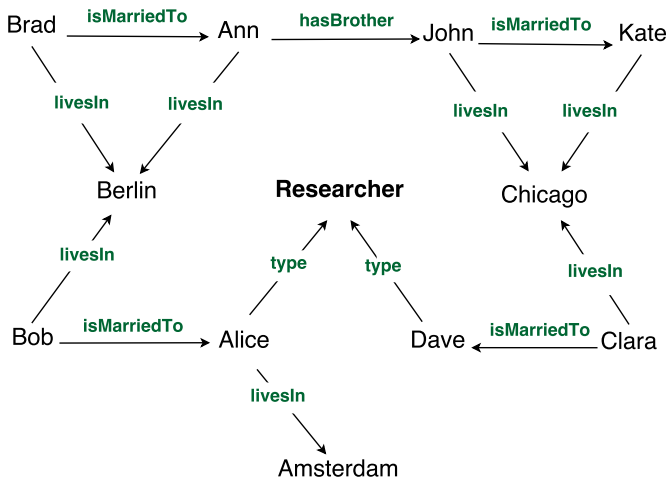 Brad isMarriedTo Ann hasBrother John isMarriedTo Kate
livesIn livesIn livesIn livesIn
Berlin Researcher Chicago
livesIn type type livesIn
Bob isMarriedTo Alice Dave isMarriedTo Clara
livesIn
Amsterdam